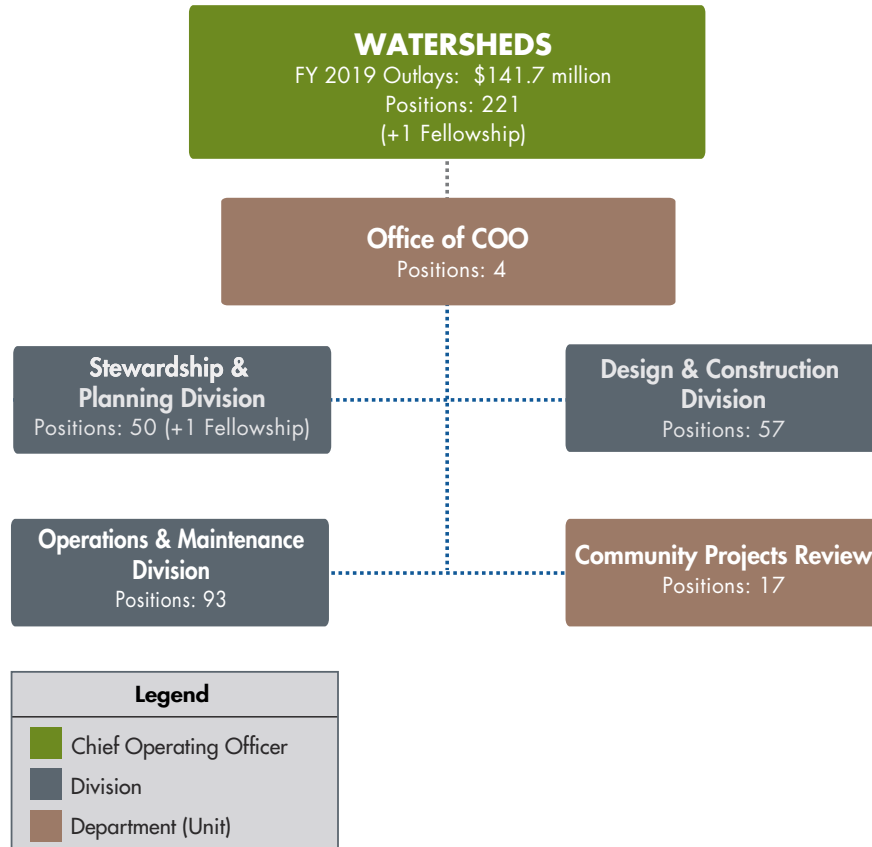 WATERSHEDS
FY 2019 Outlays: $141.7 million
Positions: 221
(+1 Fellowship)
Office of COO
Positions: 4
Stewardship &
Planning Division
Positions: 50 (+1 Fellowship)
Design & Construction
Division
Positions: 57
Operations & Maintenance
Division
Positions: 93
Community Projects Review
Positions: 17
Legend
Chief Operating Officer
Division
Department (Unit)